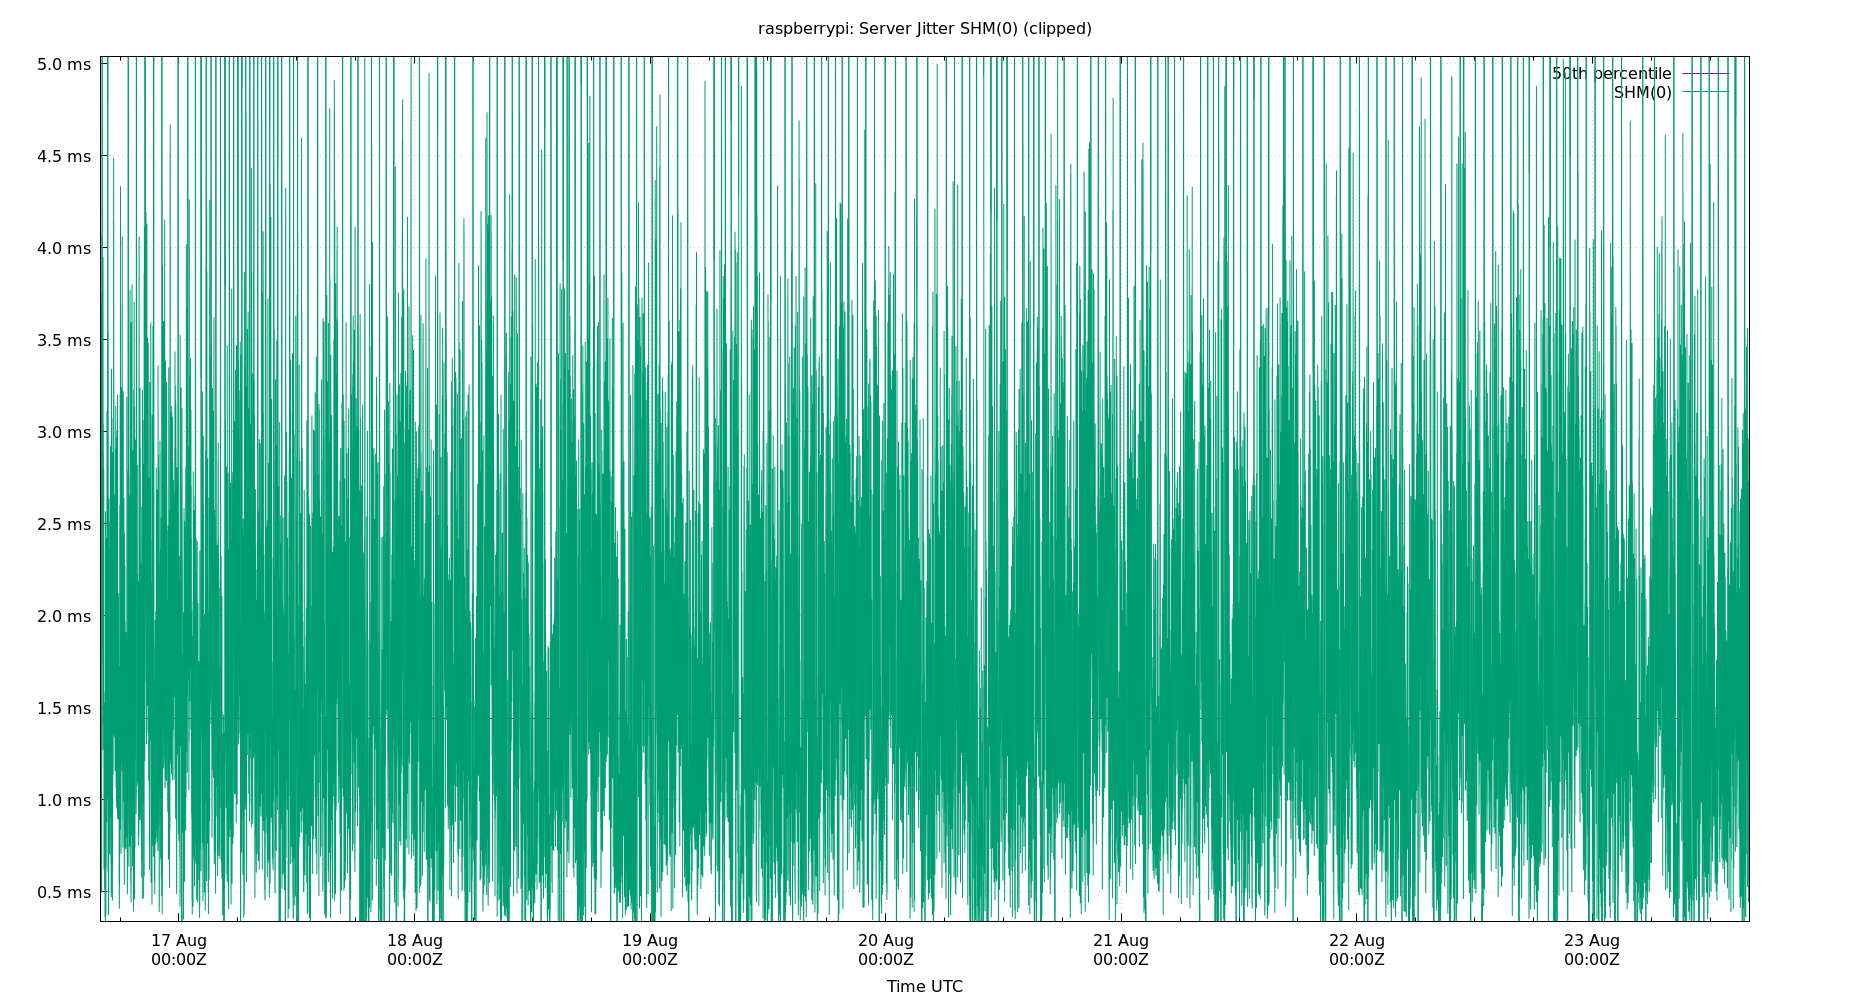 raspberrypi: Server Jitter SHM(0) (clipped)
5.0 ms
50th percentile
SHM(0)
4.5 ms
4.0 ms
3.5 ms
3.0 ms
2.5 ms
2.0 ms
1.5 ms
1.0 ms
0.5 ms
17 Aug 18 Aug 19 Aug 20 Aug 21 Aug 22 Aug 23 Aug
00:00Z 00:00Z 00:00Z 00:00Z 00:00Z 00:00Z 00:00Z
Time UTC